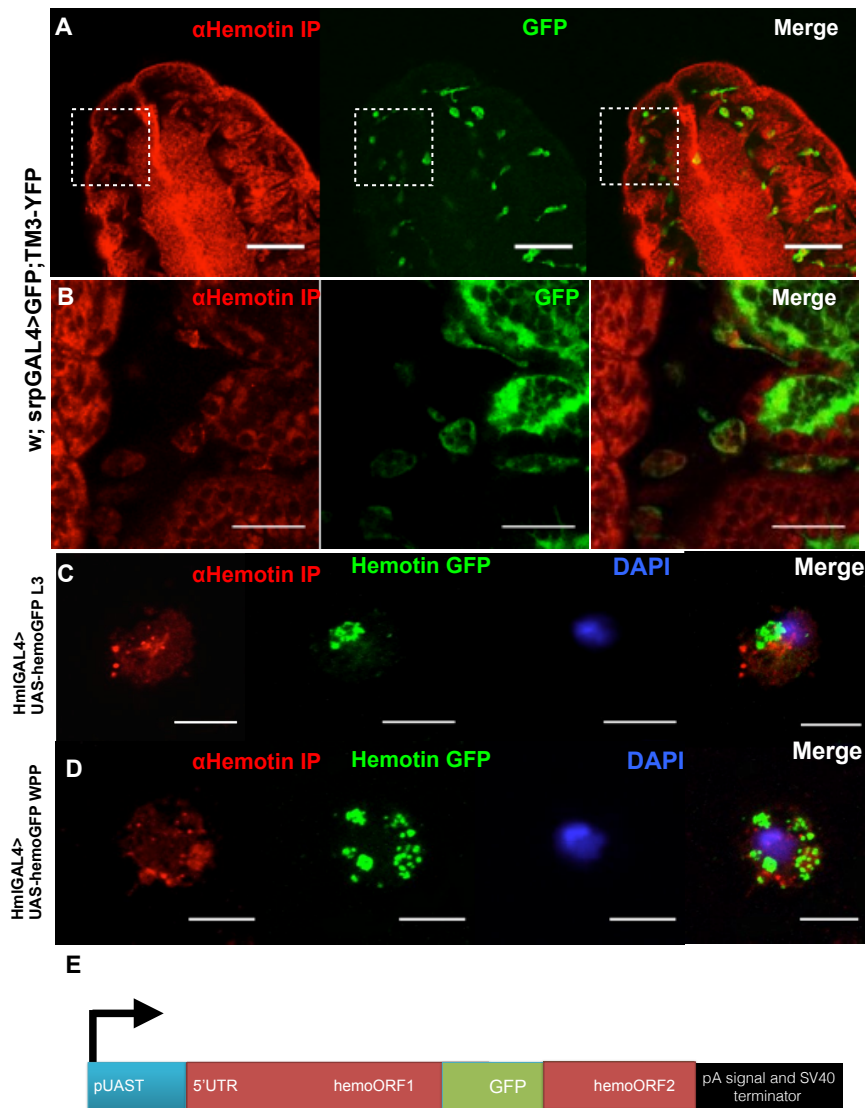 A
αHemotin IP
GFP
Merge
w; srpGAL4>GFP;TM3-YFP
B
αHemotin IP
GFP
Merge
HmlGAL4>
UAS-hemoGFP L3
C
αHemotin IP
Hemotin GFP
DAPI
Merge
HmlGAL4>
UAS-hemoGFP WPP
D
αHemotin IP
Hemotin GFP
DAPI
Merge
E
pUAST
5'UTR
hemoORF1
GFP
hemoORF2
pA signal and SV40
terminator